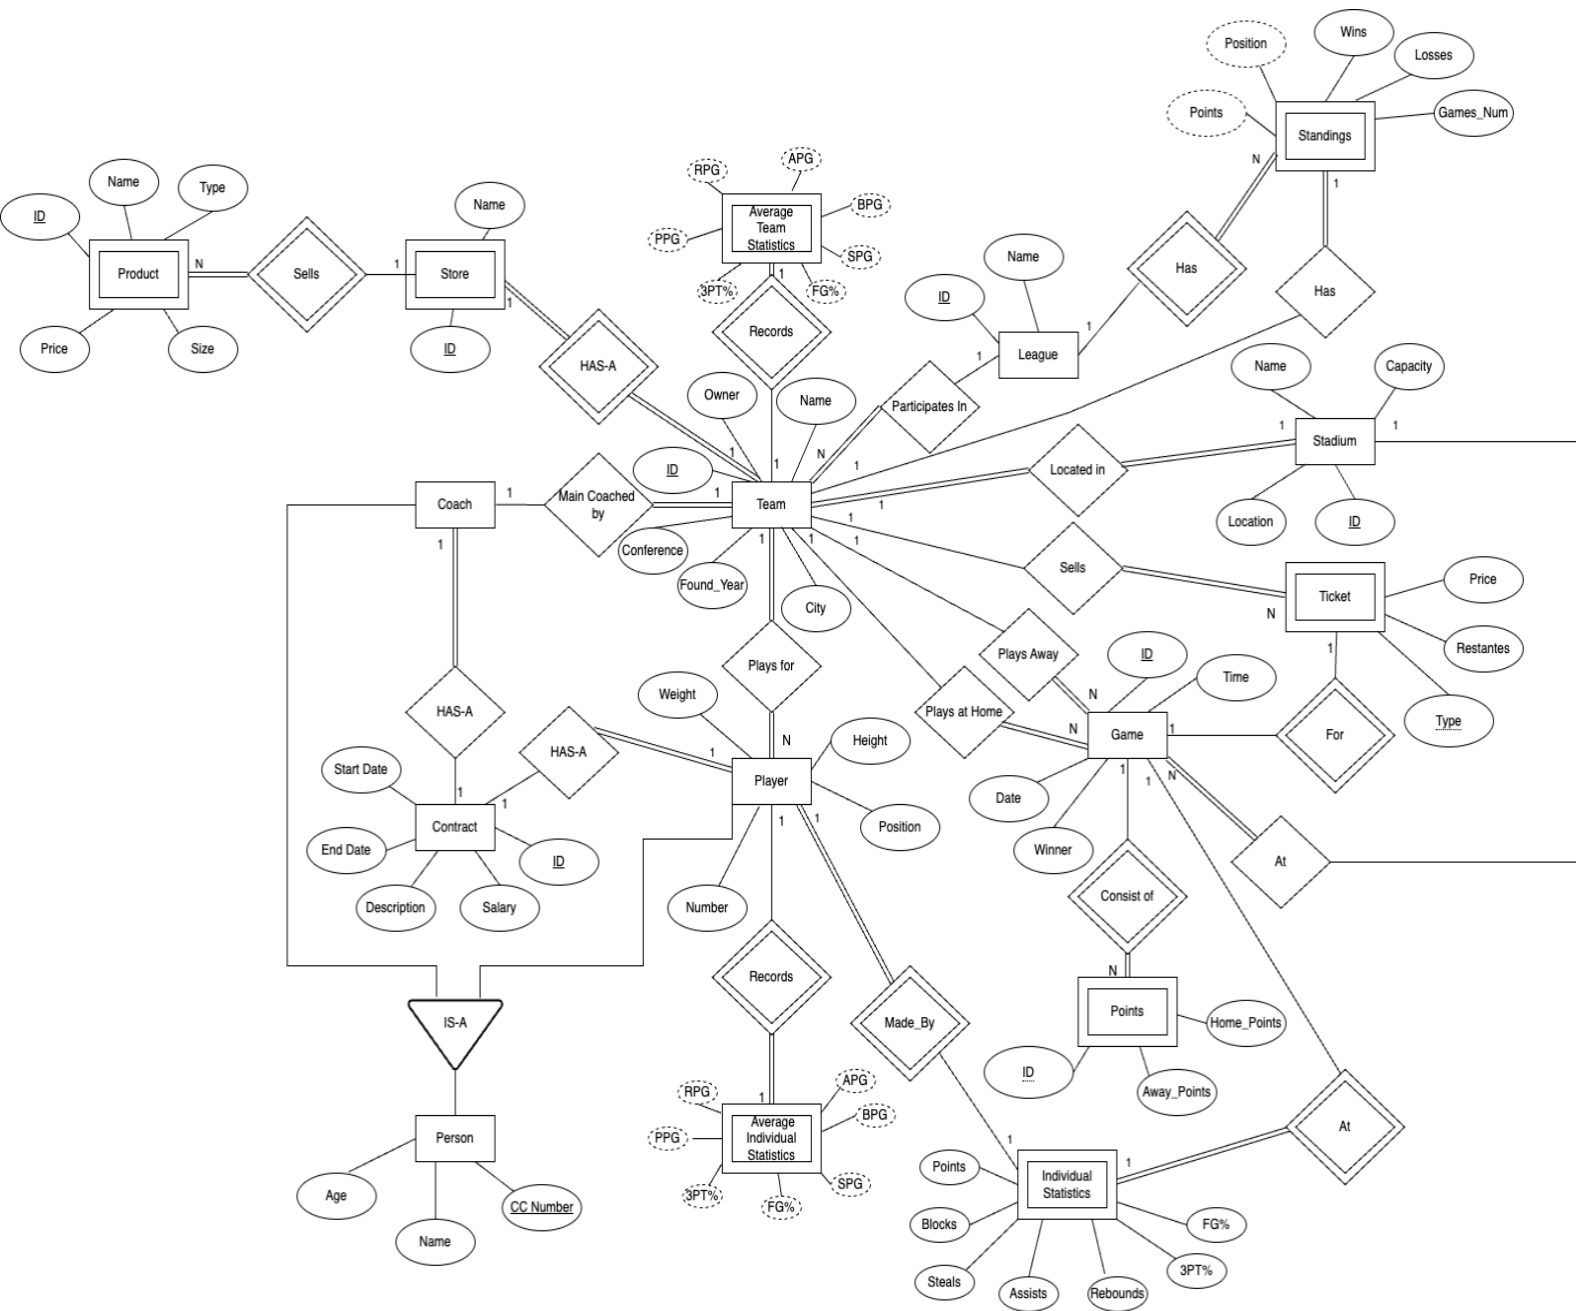 Position
Wins
Losses
Points
Standings
Games_Num
N
1
RPG
APG
Name
Type
ID
Average
Team
Statistics
BPG
Name
PPG
SPG
Product
N
Sells
1
Store
1
3PT%
FG%
1
Price
Size
ID
HAS-A
Records
Name
ID
1
League
1
Has
Has
Owner
Name
Participates In
Name
Capacity
1
N
1
1
Stadium
1
ID
1
1
Located in
Coach
1
Main Coached
by
1
Team
1
1
Location
ID
Conference
Found_Year
City
1
1
1
1
Sells
N
Ticket
Price
Restantes
Type
1
Plays for
Plays Away
ID
Time
N
Weight
Plays at Home
N
Game
1
For
HAS-A
HAS-A
1
N
Height
Player
Position
Start Date
1
1
Contract
End Date
ID
Description
Salary
Date
Winner
1
1
N
At
1
1
Number
Consist of
Records
N
Points
Home_Points
ID
Away_Points
Made_By
IS-A
RPG
APG
1
Average
Individual
Statistics
BPG
PPG
3PT%
FG%
SPG
Person
Age
Name
CC Number
1
1
At
Points
Individual
Statistics
Blocks
FG%
Steals
Assists
Rebounds
3PT%